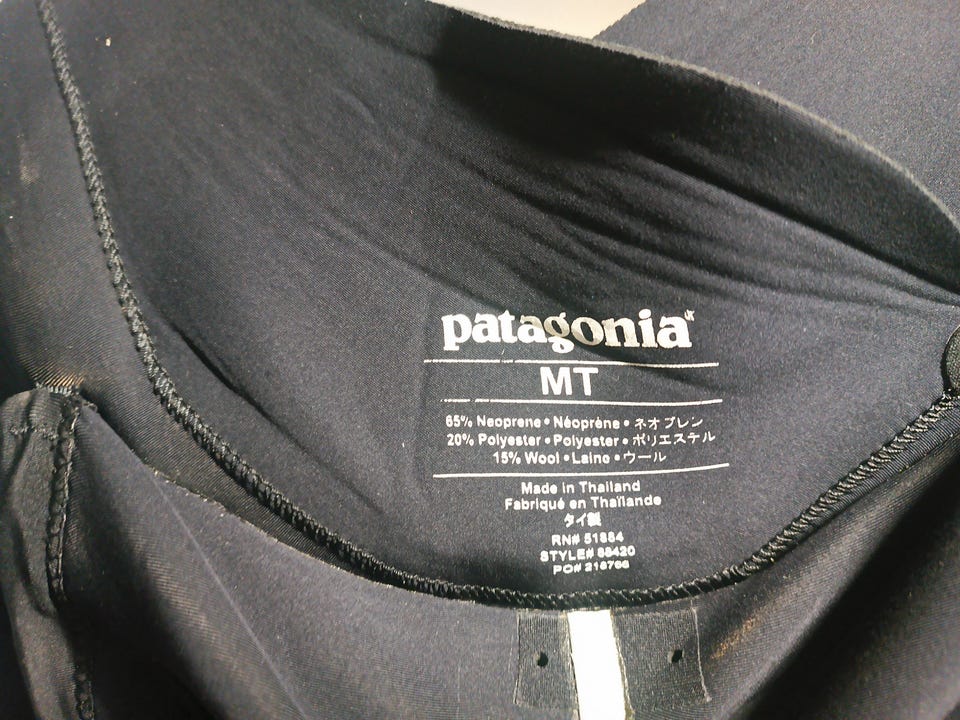 patagonia
MT
65% Neoprene • Néoprène • ネオプレン
20% Polyester • Polyester • ポリエステル
15% Wool • Laine • ウール
Made in Thailand
Fabriqué en Thaïlande
タイ製
RN# 51884
STYLE# 88420
PO# 218766